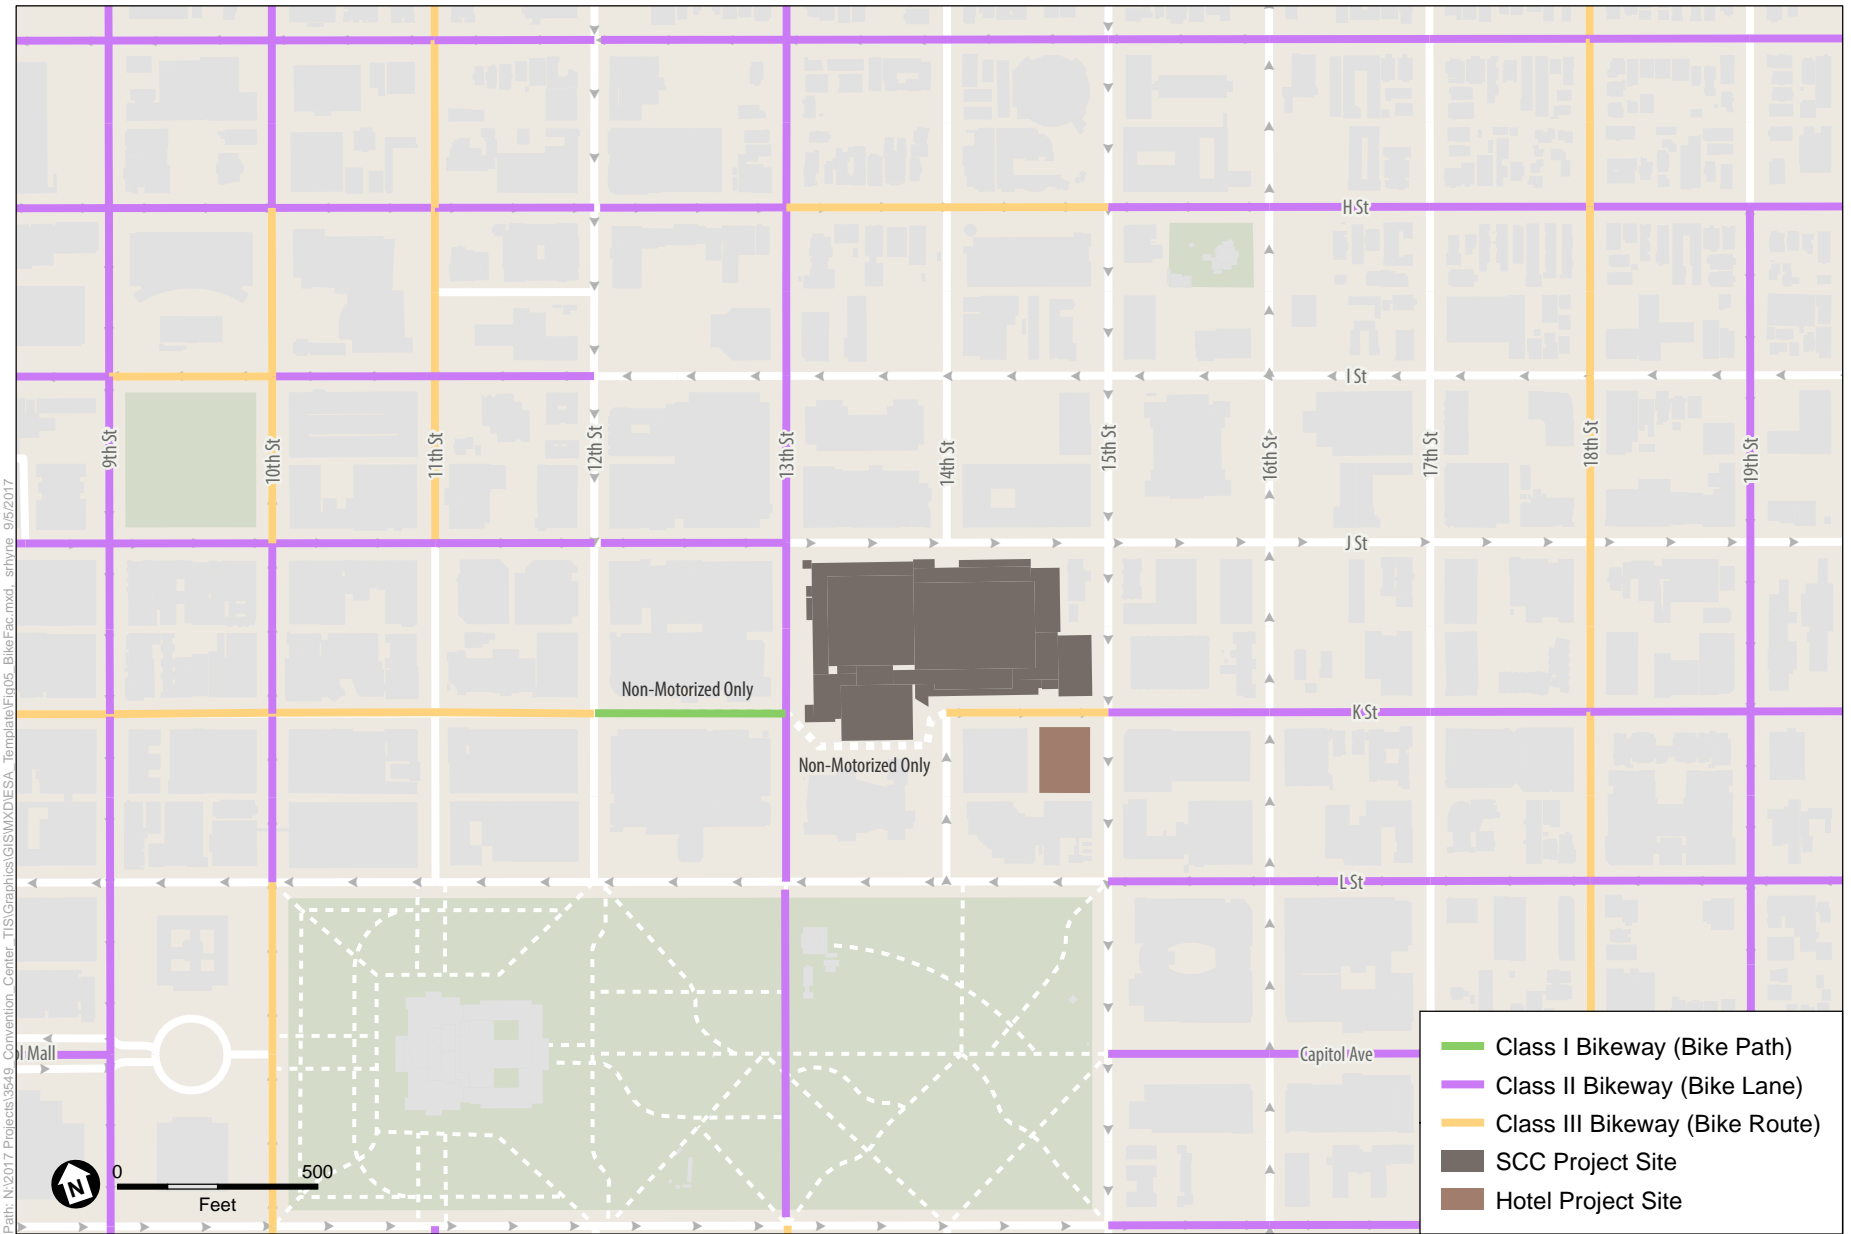 H St
I St
9th St
10th St
11th St
12th St
13th St
14th St
15th St
16th St
17th St
18th St
19th St
J St
Non-Motorized Only
K St
Non-Motorized Only
L St
ol Mall
Capitol Ave
Class I Bikeway (Bike Path)
Class II Bikeway (Bike Lane)
Class III Bikeway (Bike Route)
SCC Project Site
Hotel Project Site
N
0 500
Feet
Path: N:\2017 Projects\3549_Convention_Center_TIS\Graphics\GIS\MXD\ESA_Template\Fig05_BikeFac.mxd, srhyne 9/5/2017